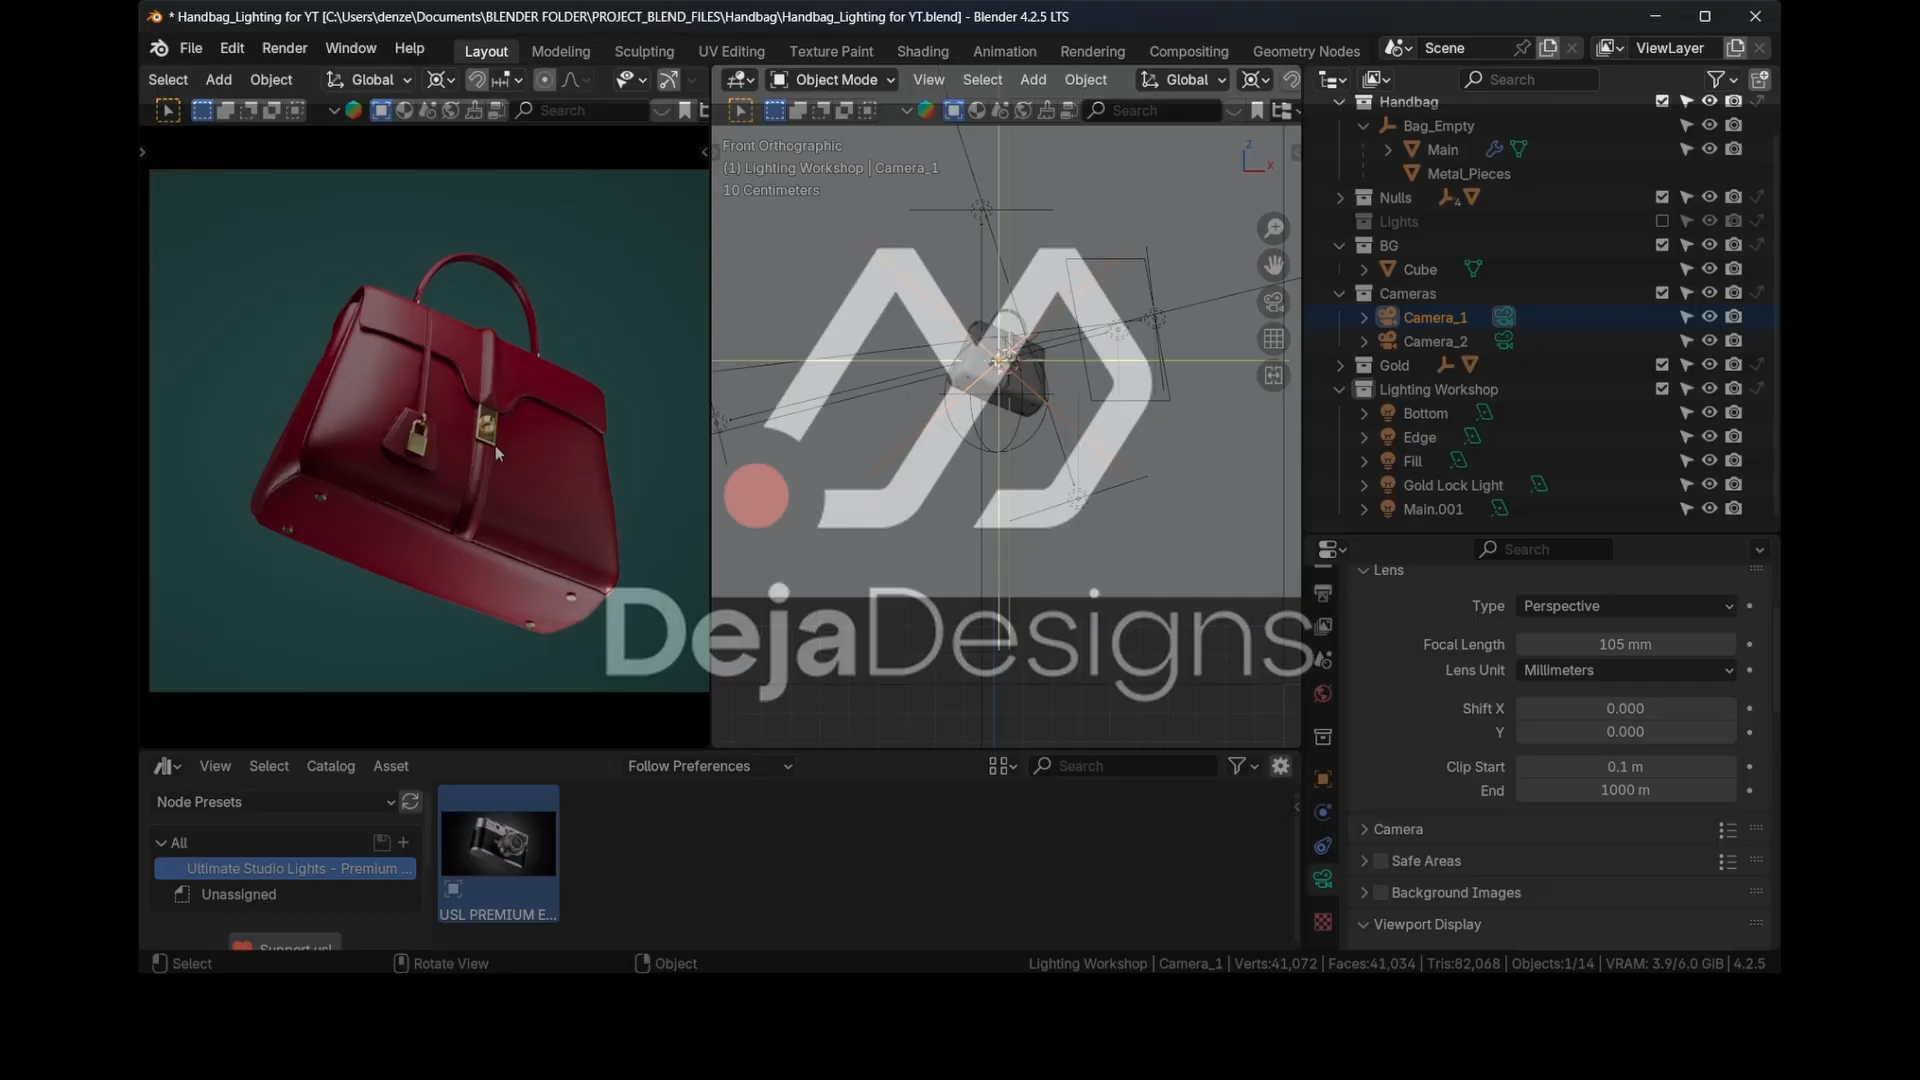 * Handbag_Lighting for YT [C:\Users\denze\Documents\BLENDER FOLDER\PROJECT_BLEND_FILES\Handbag\Handbag_Lighting for YT.blend] - Blender 4.2.5 LTS
File Edit Render Window Help Layout Modeling Sculpting UV Editing Texture Paint Shading Animation Rendering Compositing Geometry Nodes Scene ViewLayer
Select Add Object Global Object Mode View Select Add Object Global Search
Search Search
Handbag
Bag_Empty
Main
Metal_Pieces
Nulls 4
Lights
BG
Cube
Cameras
Camera_1
Camera_2
Gold
Lighting Workshop
Bottom
Edge
Fill
Gold Lock Light
Main.001
Front Orthographic
(1) Lighting Workshop | Camera_1
10 Centimeters
Z
X
DejaDesigns
Search
Lens
Type Perspective
Focal Length 105 mm
Lens Unit Millimeters
Shift X 0.000
Y 0.000
Clip Start 0.1 m
End 1000 m
Camera
Safe Areas
Background Images
Viewport Display
View Select Catalog Asset Follow Preferences Search
Node Presets
All
Ultimate Studio Lights - Premium ...
Unassigned
Support us!
USL PREMIUM E...
Select Rotate View Object Lighting Workshop | Camera_1 | Verts:41,072 | Faces:41,034 | Tris:82,068 | Objects:1/14 | VRAM: 3.9/6.0 GiB | 4.2.5